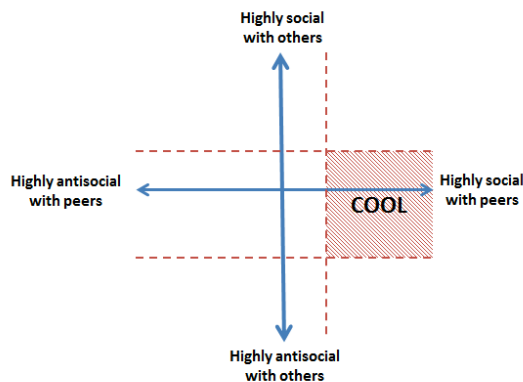 Highly social
with others
Highly antisocial
with peers
Highly social
with peers
COOL
Highly antisocial
with others